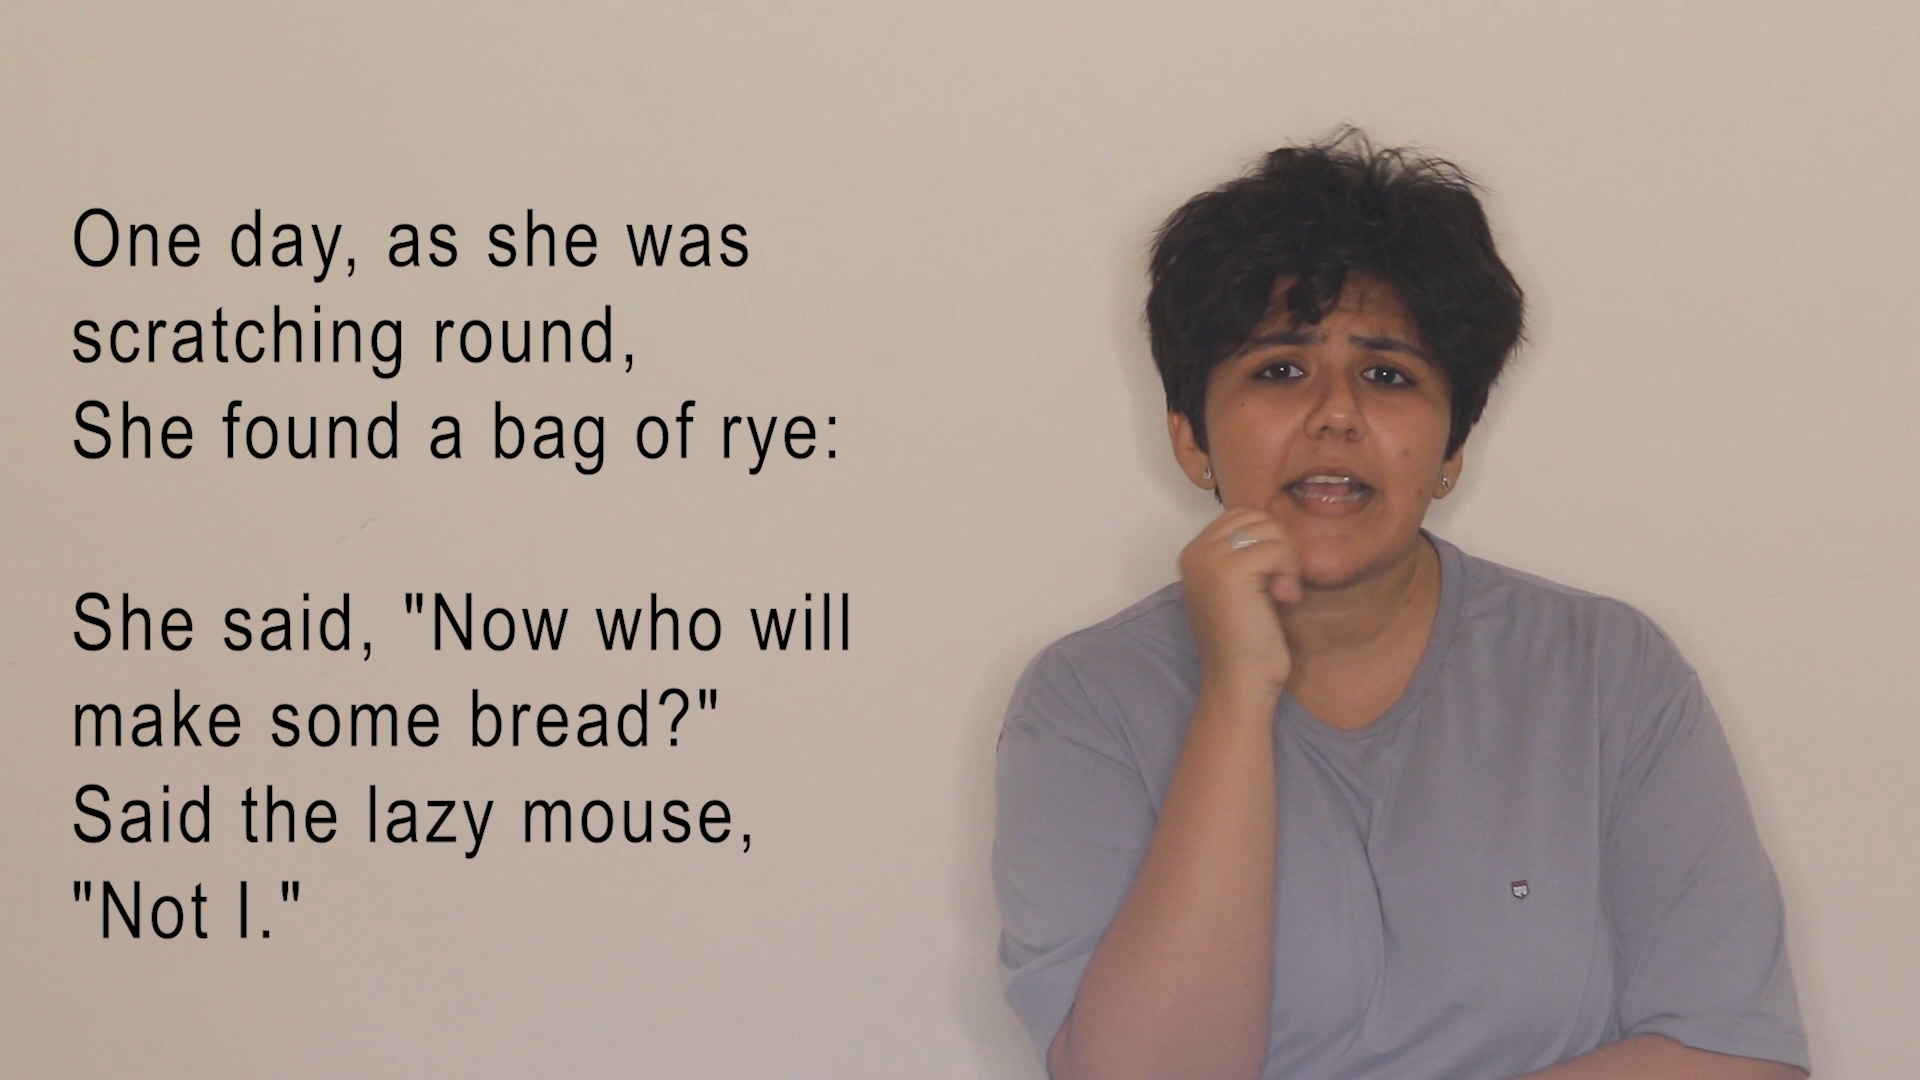 One day, as she was
scratching round,
She found a bag of rye:
She said, "Now who will
make some bread?"
Said the lazy mouse,
"Not I."